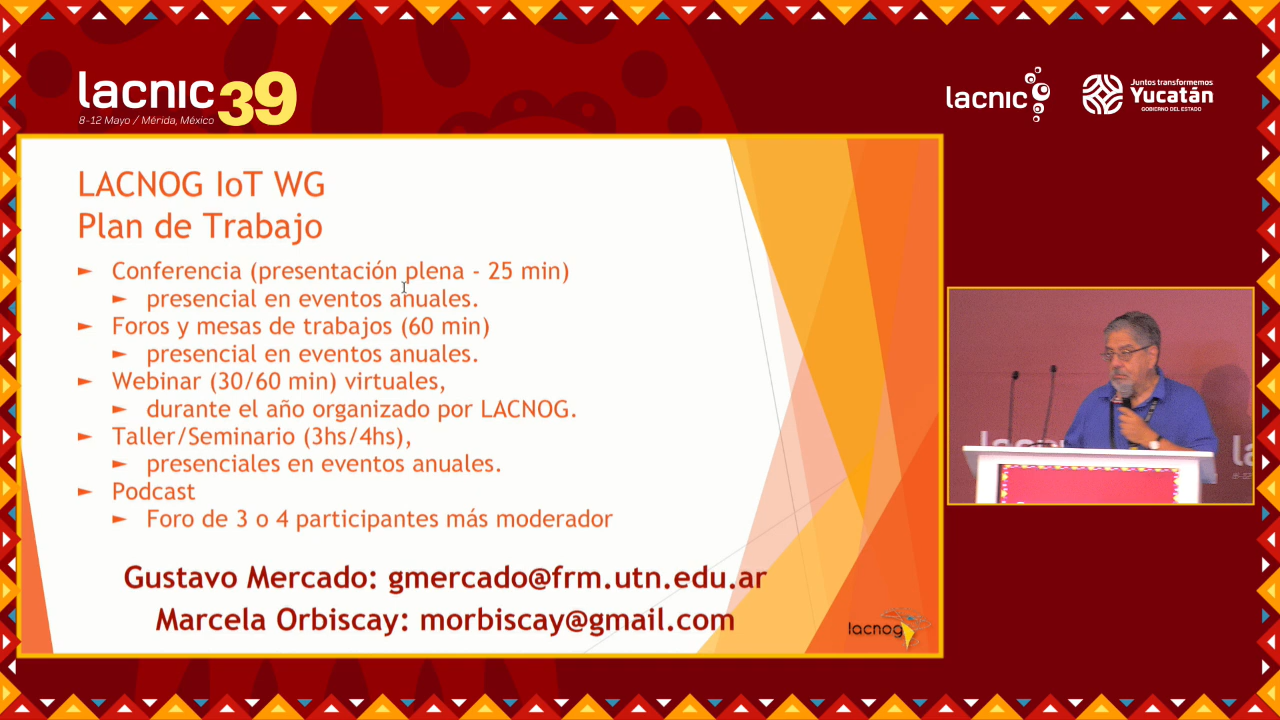 lacnic 39
8-12 Mayo / Mérida, México
lacnic
Juntos transformemos
Yucatán
GOBIERNO DEL ESTADO
LACNOG IoT WG
Plan de Trabajo
► Conferencia (presentación plena - 25 min)
► presencial en eventos anuales.
► Foros y mesas de trabajos (60 min)
► presencial en eventos anuales.
► Webinar (30/60 min) virtuales,
► durante el año organizado por LACNOG.
► Taller/Seminario (3hs/4hs),
► presenciales en eventos anuales.
► Podcast
► Foro de 3 o 4 participantes más moderador
Gustavo Mercado: gmercado@frm.utn.edu.ar
Marcela Orbiscay: morbiscay@gmail.com
lacnog